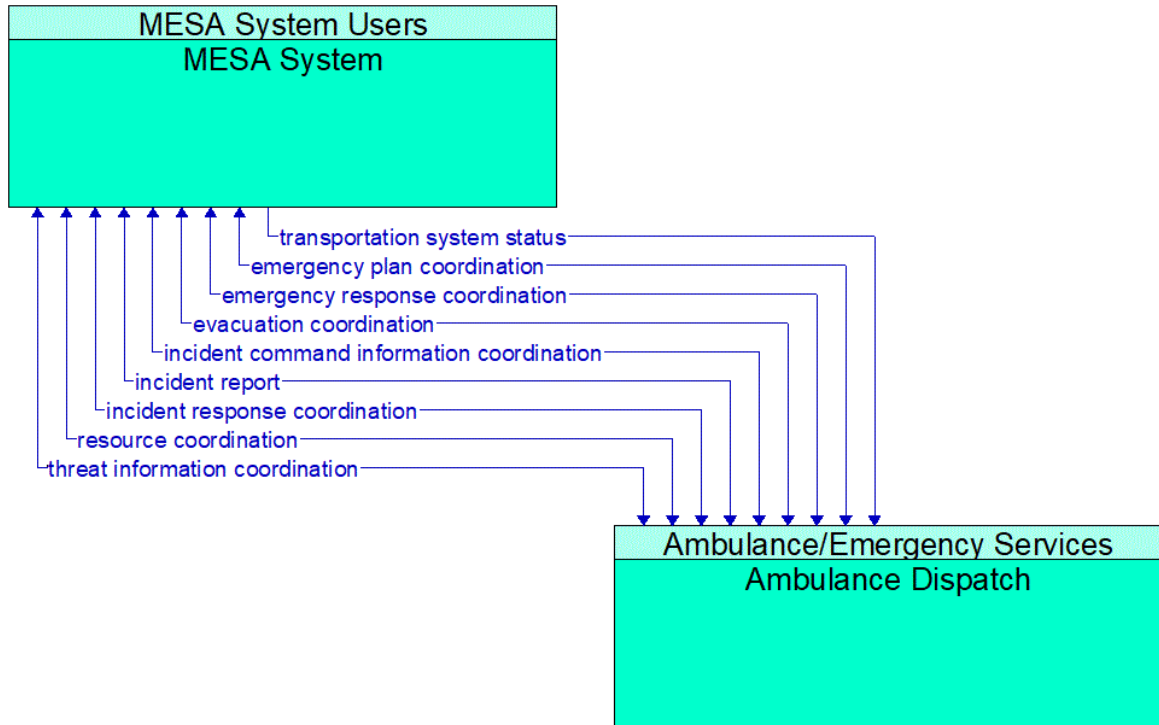 MESA System Users
MESA System
transportation system status
emergency plan coordination
emergency response coordination
evacuation coordination
incident command information coordination
incident report
incident response coordination
resource coordination
threat information coordination
Ambulance/Emergency Services
Ambulance Dispatch